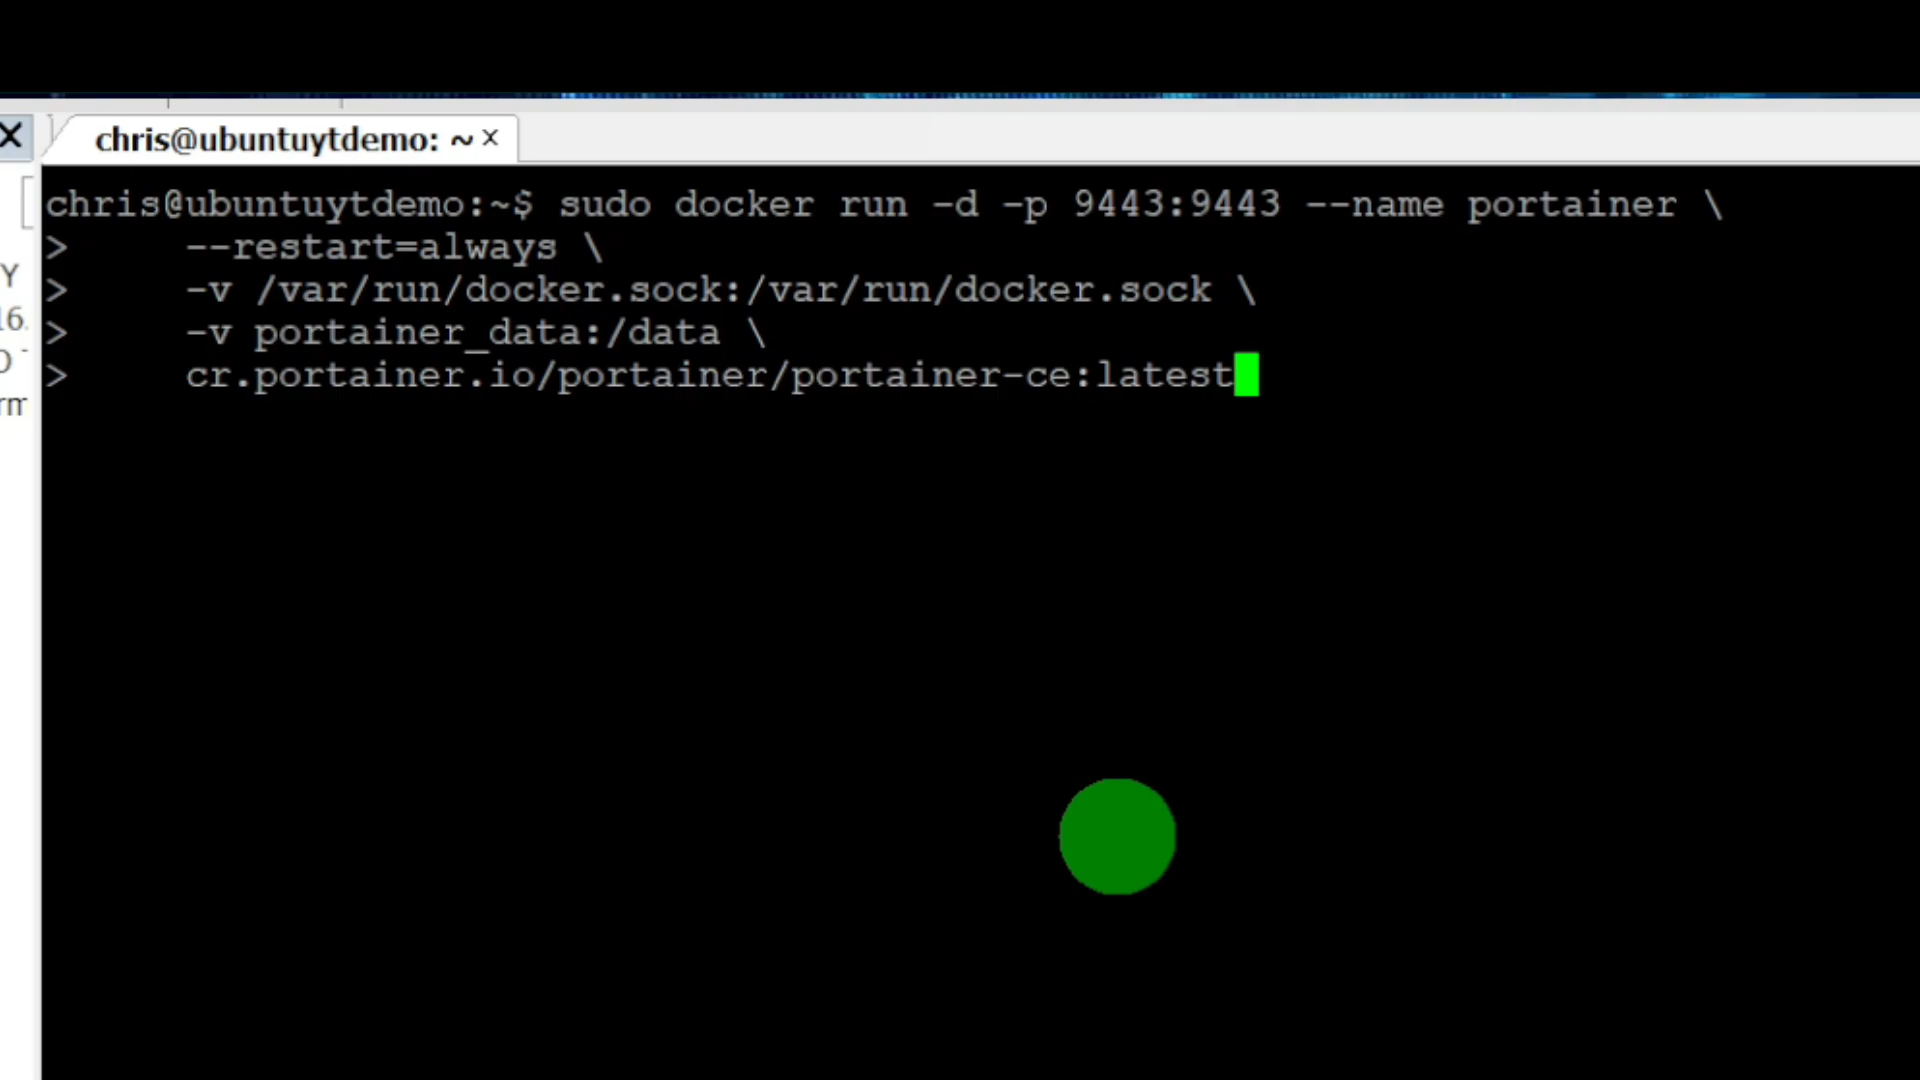 chris@ubuntuytdemo: ~
chris@ubuntuytdemo:~$ sudo docker run -d -p 9443:9443 --name portainer \
>     --restart=always \
>     -v /var/run/docker.sock:/var/run/docker.sock \
>     -v portainer_data:/data \
>     cr.portainer.io/portainer/portainer-ce:latest